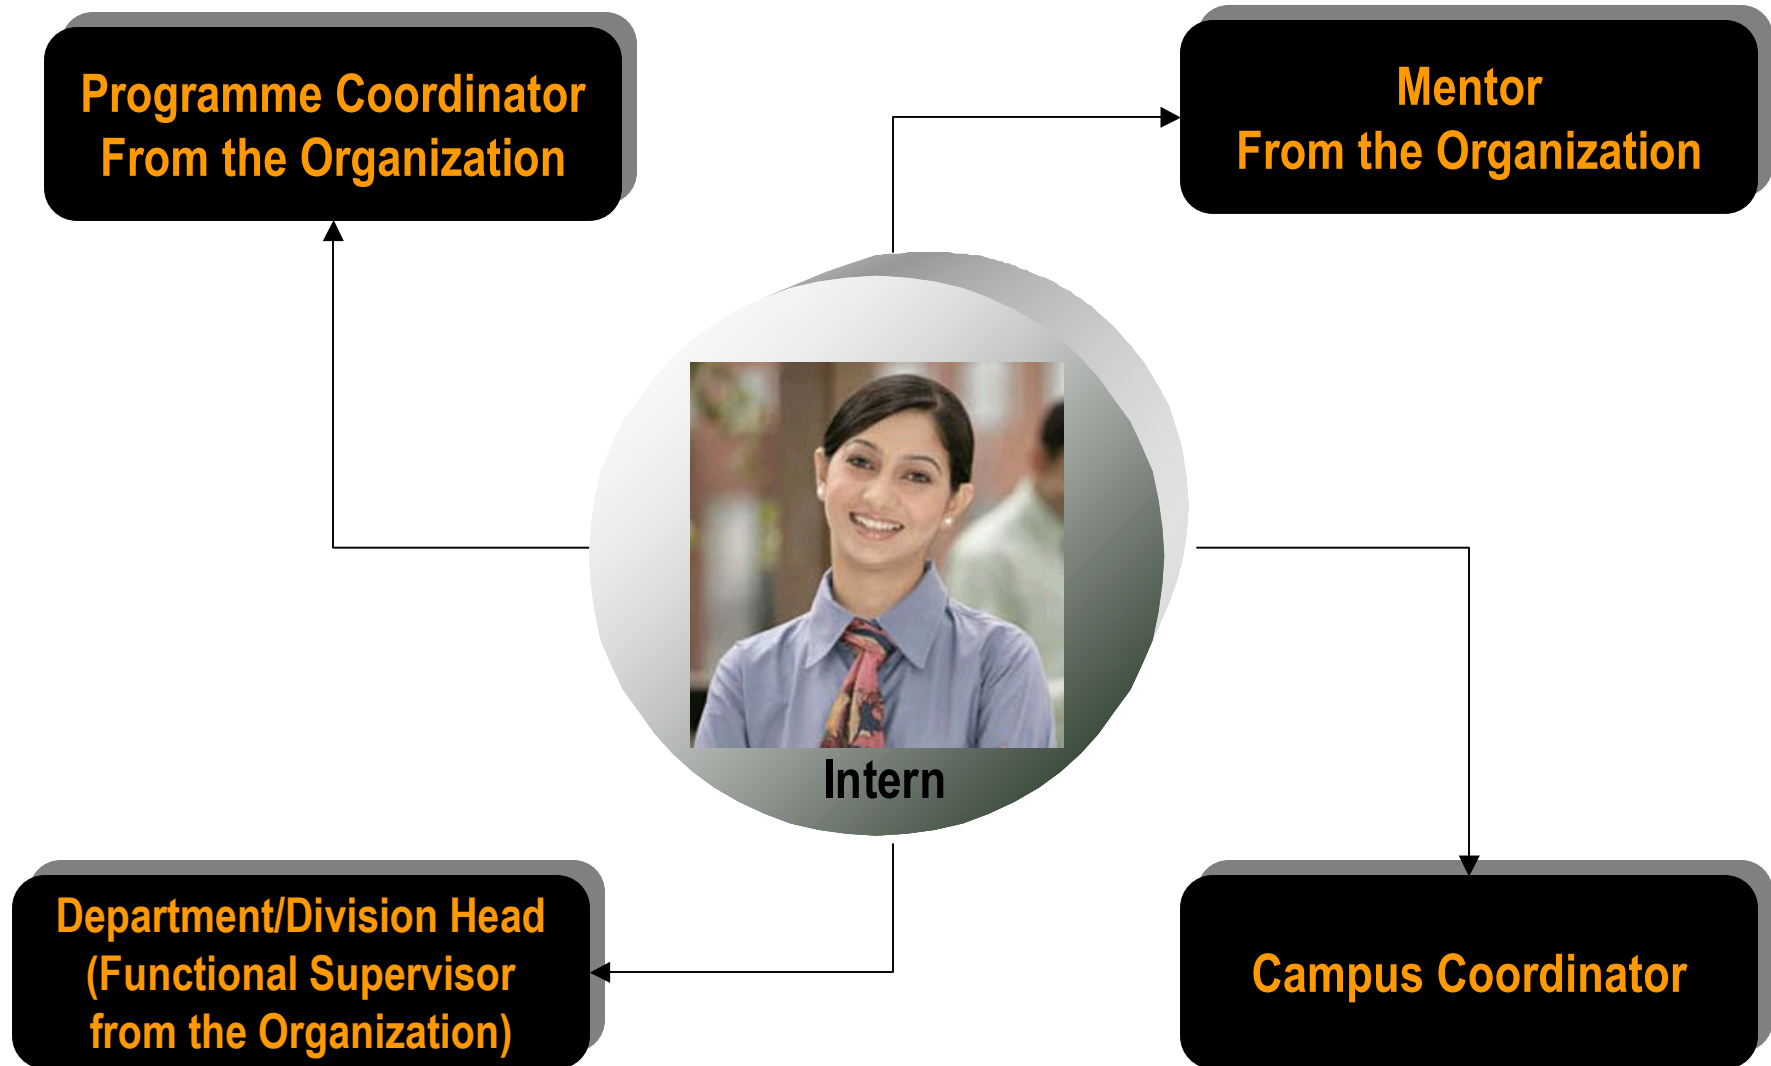 Programme Coordinator
From the Organization
Mentor
From the Organization
Intern
Department/Division Head
(Functional Supervisor
from the Organization)
Campus Coordinator